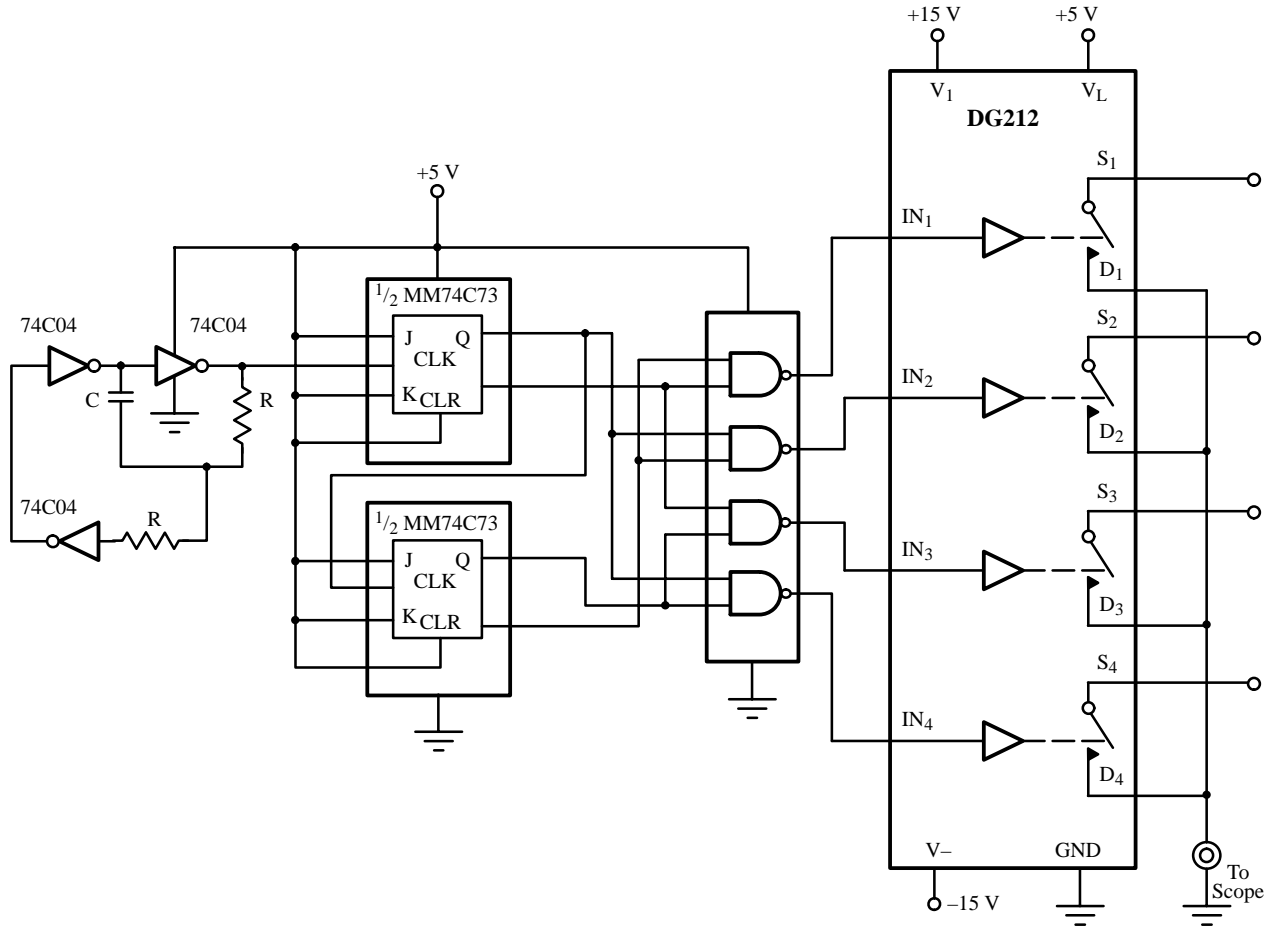 +15 V
+5 V
V1
VL
DG212
S1
+5 V
IN1
D1
1/2 MM74C73
74C04
74C04
S2
J
Q
CLK
C
R
K
CLR
IN2
D2
74C04
R
S3
1/2 MM74C73
J
Q
CLK
IN3
K
CLR
D3
S4
IN4
D4
V–
GND
To
Scope
–15 V